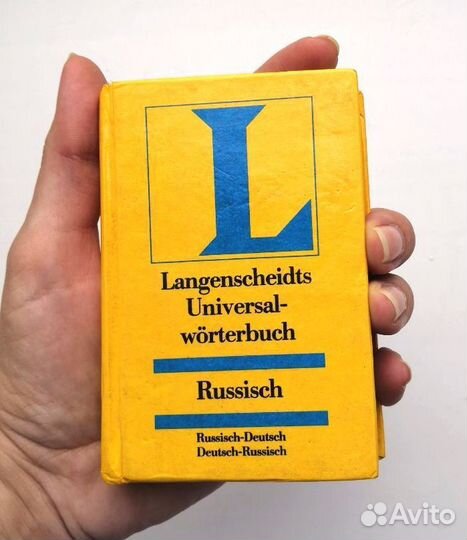 L
Langenscheidts
Universal-
wörterbuch
Russisch
Russisch-Deutsch
Deutsch-Russisch
Avito